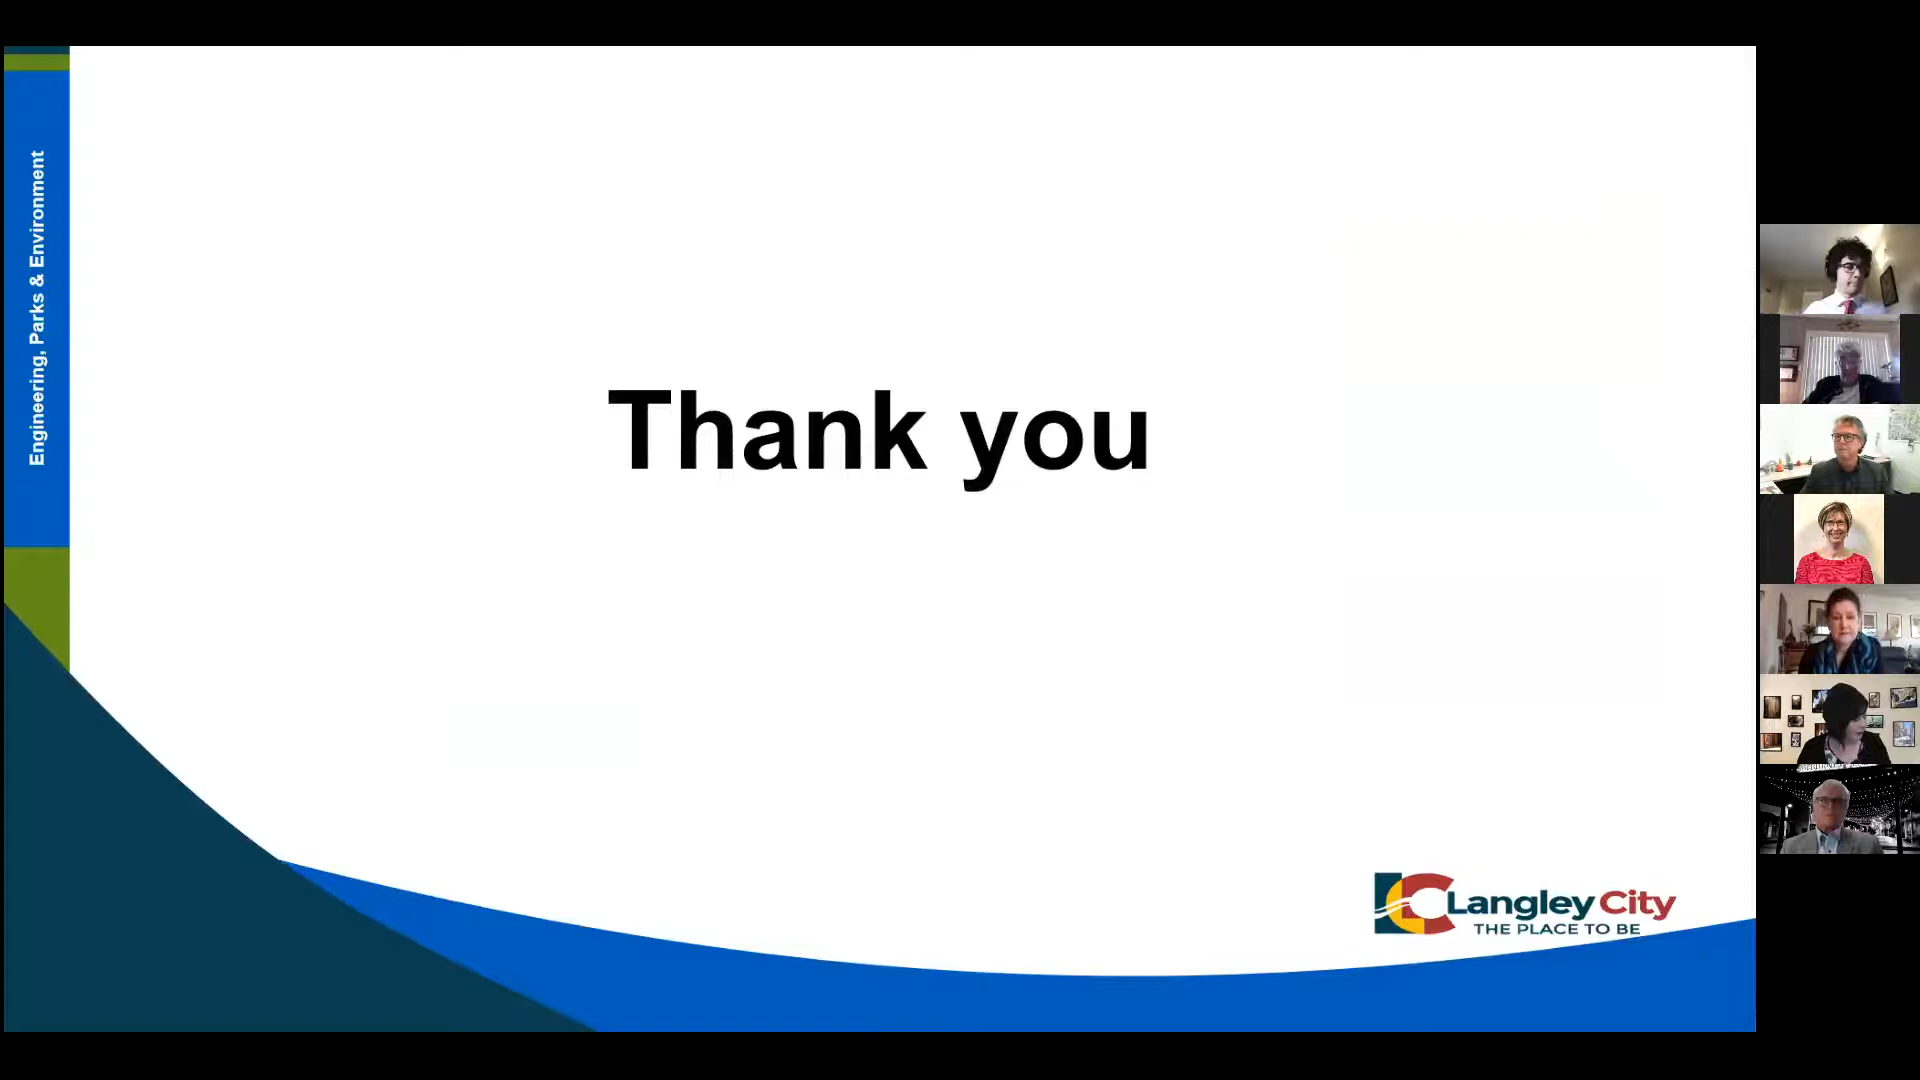 Engineering, Parks & Environment
Thank you
Langley City
THE PLACE TO BE